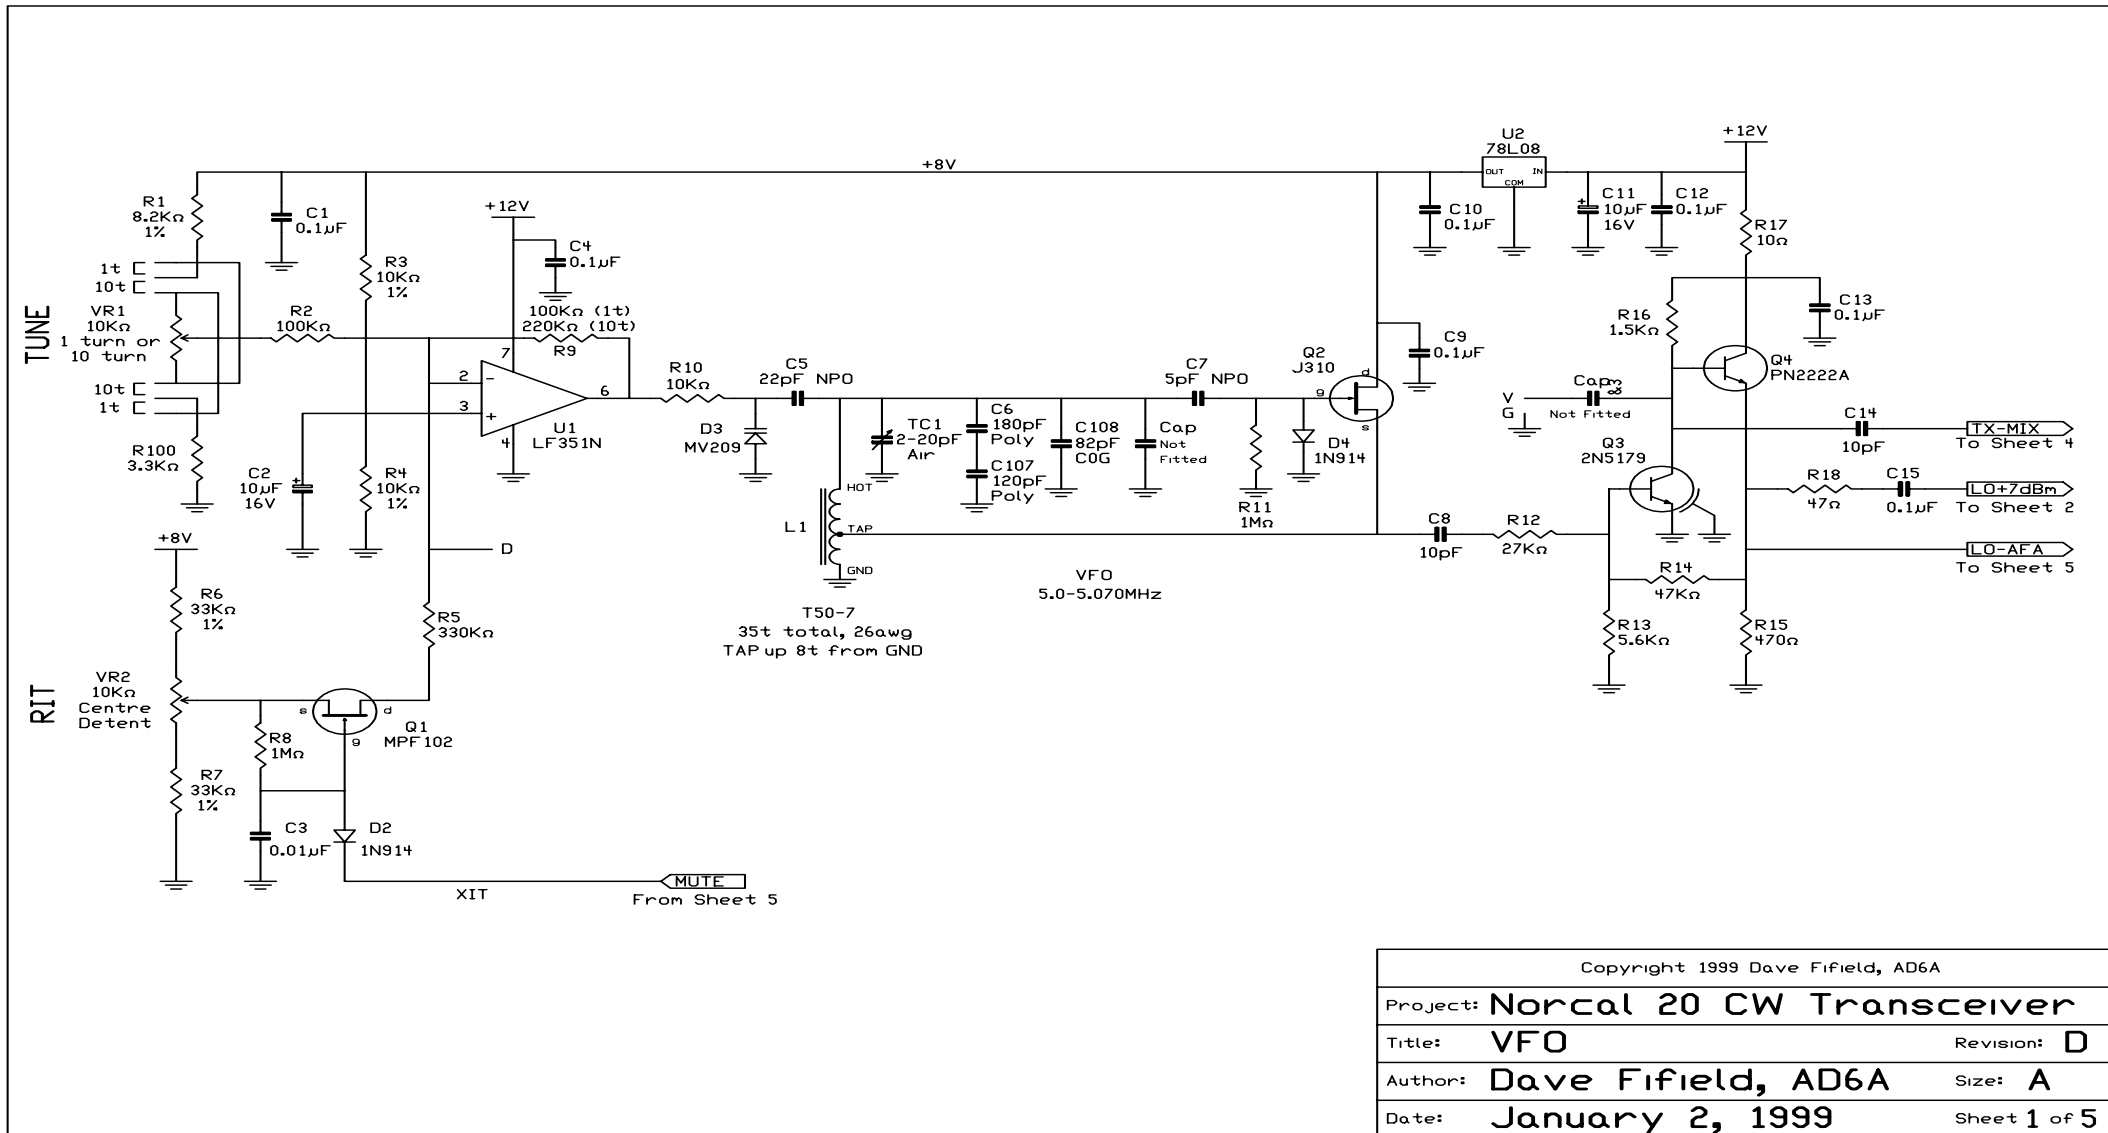 +8V
U2
78L08
OUT
IN
COM
+12V
R1
8.2KΩ
1%
C1
0.1µF
+12V
C4
0.1µF
C10
0.1µF
+
C11
10µF
16V
C12
0.1µF
R17
10Ω
1t
10t
TUNE
VR1
10KΩ
1 turn or
10 turn
10t
1t
R2
100KΩ
R3
10KΩ
1%
100KΩ (1t)
220KΩ (10t)
R9
7
2
-
3
+
6
4
U1
LF351N
R100
3.3KΩ
C2
+
10µF
16V
R4
10KΩ
1%
R10
10KΩ
C5
22pF NPO
D3
MV209
TC1
2-20pF
Air
C6
180pF
Poly
C107
120pF
Poly
C108
82pF
C0G
Cap
Not
Fitted
C7
5pF NPO
R11
1MΩ
D4
1N914
Q2
J310
d
g
s
C9
0.1µF
R16
1.5KΩ
C13
0.1µF
Q4
PN2222A
Cap
Q3
V
G
Not Fitted
Q3
2N5179
C14
10pF
TX-MIX
To Sheet 4
R18
47Ω
C15
0.1µF
LO+7dBm
To Sheet 2
LO-AFA
To Sheet 5
HOT
L1
TAP
GND
T50-7
35t total, 26awg
TAP up 8t from GND
VFO
5.0-5.070MHz
C8
10pF
R12
27KΩ
R14
47KΩ
R13
5.6KΩ
R15
470Ω
D
+8V
R6
33KΩ
1%
R5
330KΩ
RIT
VR2
10KΩ
Centre
Detent
s
d
g
Q1
MPF102
R8
1MΩ
R7
33KΩ
1%
C3
0.01µF
D2
1N914
XIT
MUTE
From Sheet 5
Copyright 1999 Dave Fifield, AD6A
Project: Norcal 20 CW Transceiver
Title: VFO Revision: D
Author: Dave Fifield, AD6A Size: A
Date: January 2, 1999 Sheet 1 of 5